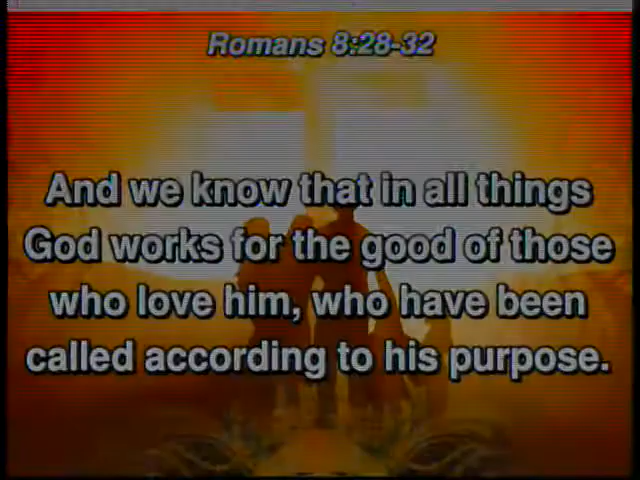 Romans 8:28-32
And we know that in all things
God works for the good of those
who love him, who have been
called according to his purpose.